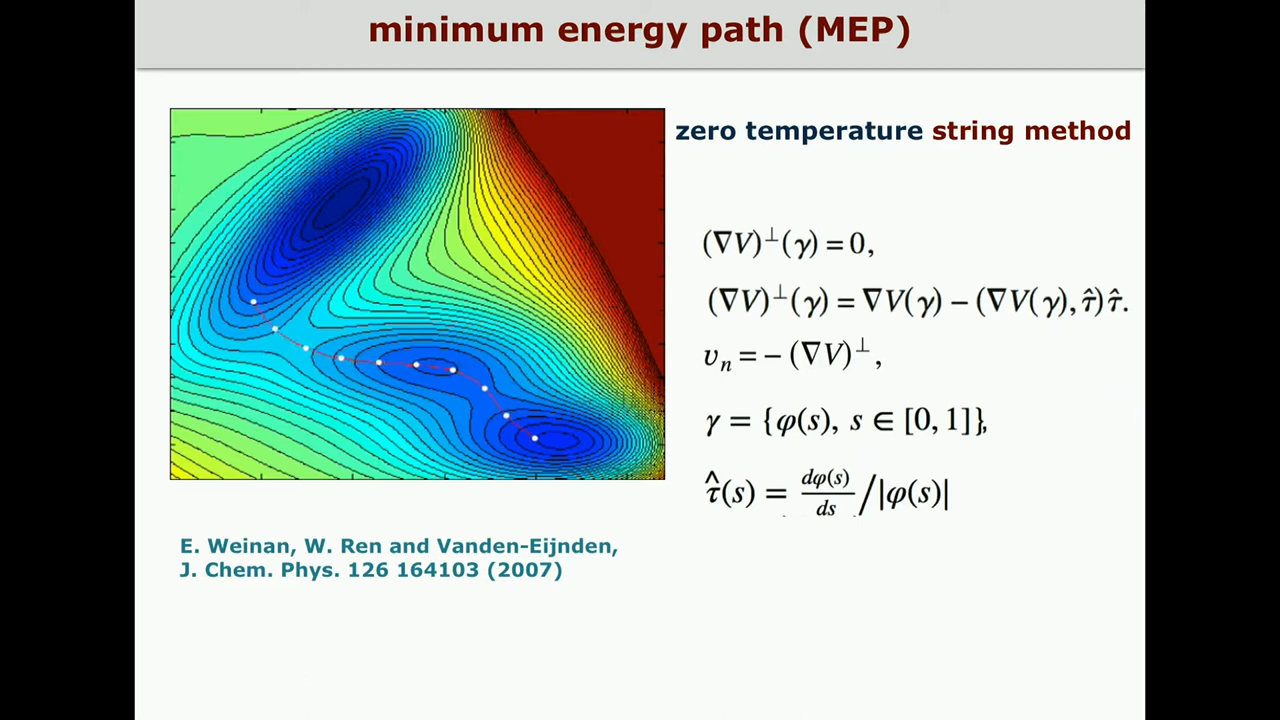 minimum energy path (MEP)
zero temperature string method
(∇V)⊥(γ) = 0,
(∇V)⊥(γ) = ∇V(γ) − (∇V(γ), τ̂)τ̂.
υₙ = − (∇V)⊥,
γ = {φ(s), s ∈ [0, 1]},
τ̂(s) = dφ(s)/ds /|φ(s)|
E. Weinan, W. Ren and Vanden-Eijnden,
J. Chem. Phys. 126 164103 (2007)